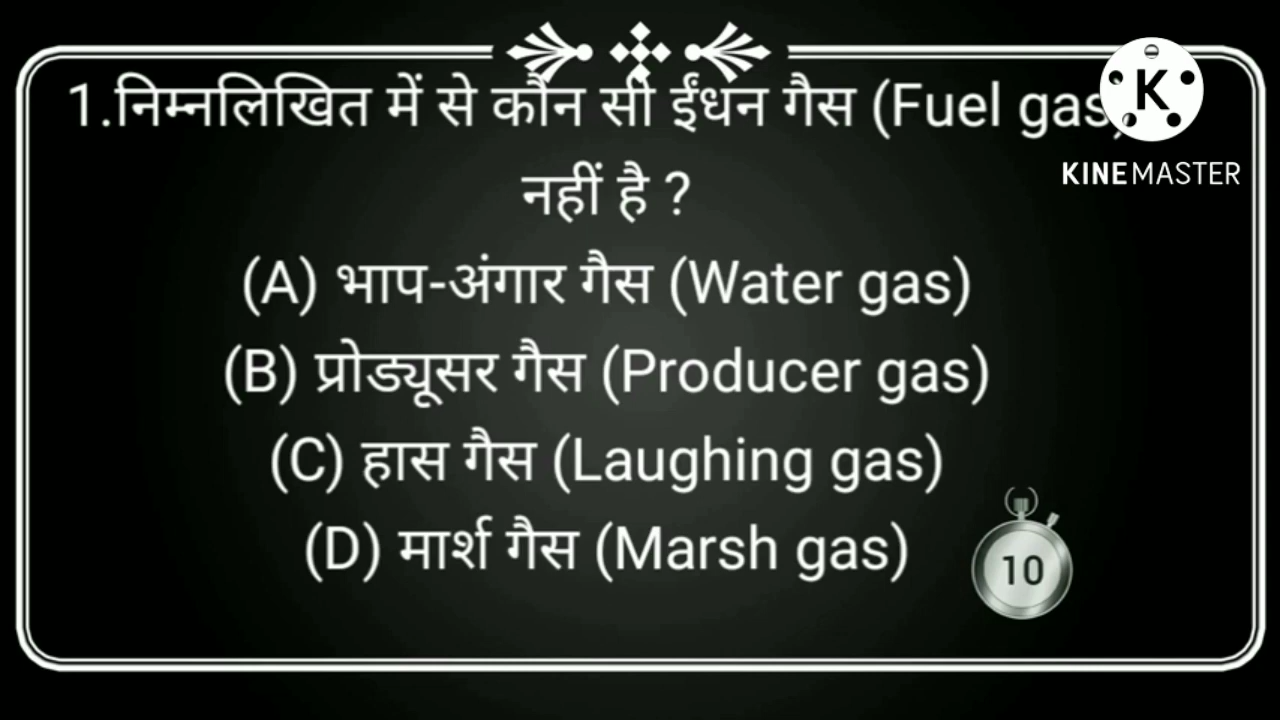 1.निम्नलिखित में से कौन सी ईंधन गैस (Fuel gas)
नहीं है ?
(A) भाप-अंगार गैस (Water gas)
(B) प्रोड्यूसर गैस (Producer gas)
(C) हास गैस (Laughing gas)
(D) मार्श गैस (Marsh gas)
10
K
KINEMASTER